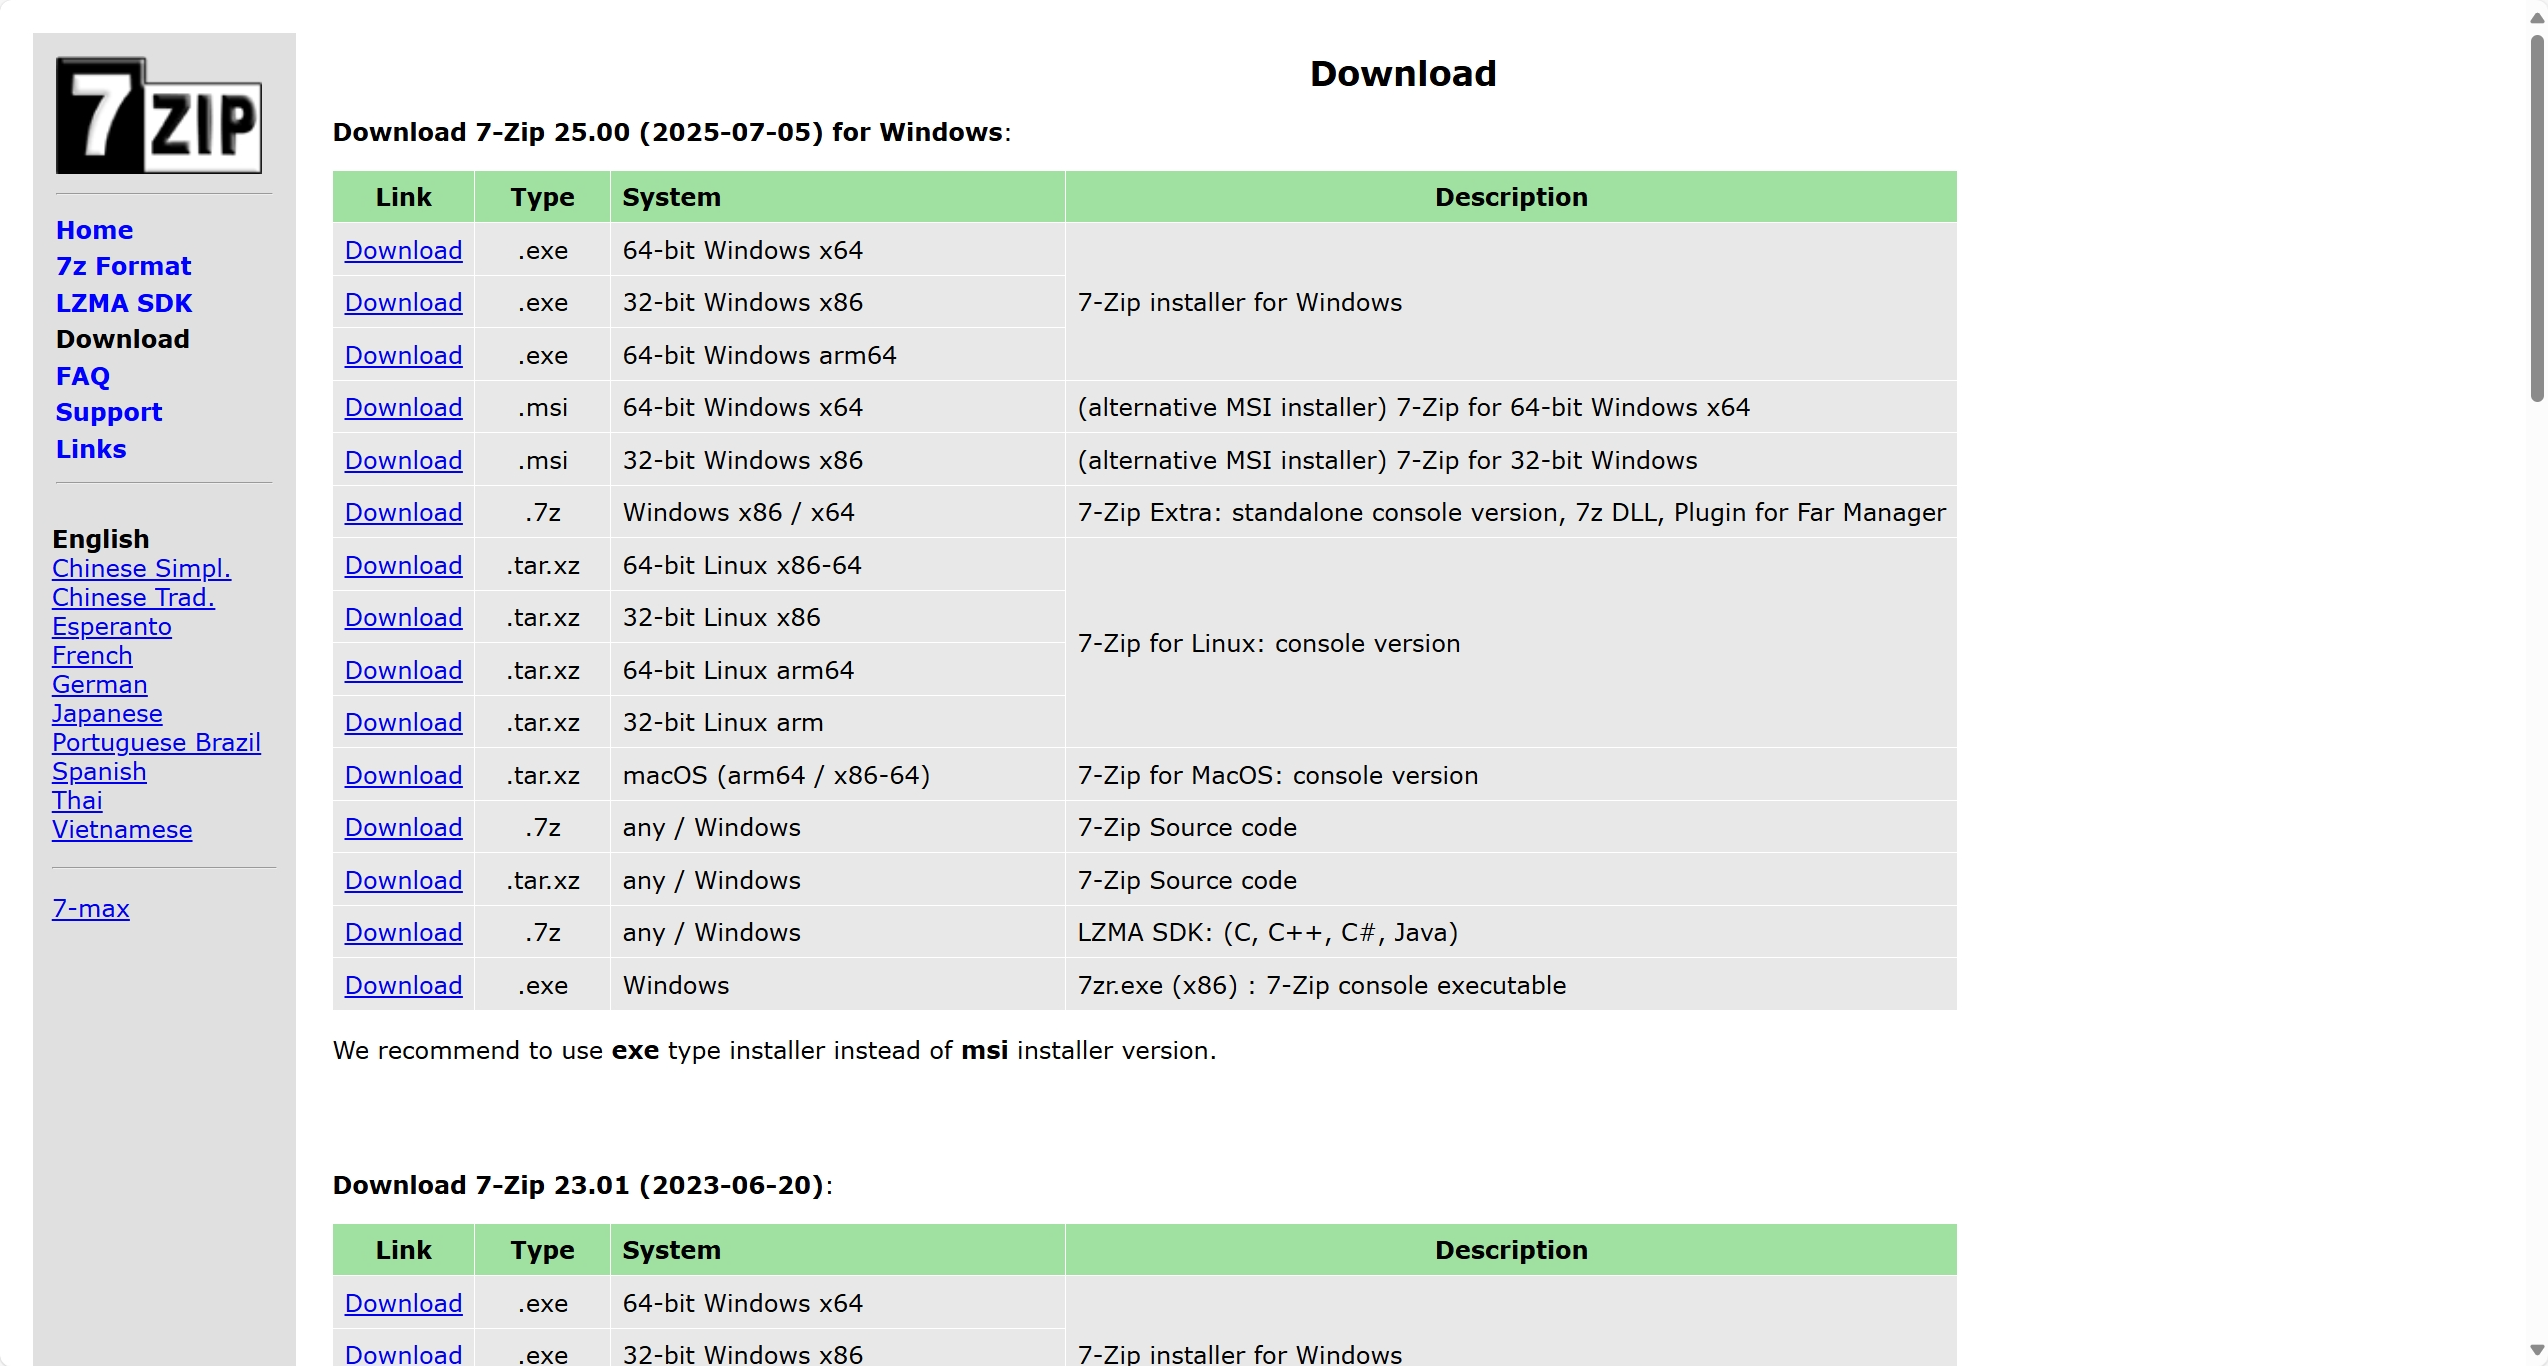 7 ZIP
Home
7z Format
LZMA SDK
Download
FAQ
Support
Links
English
Chinese Simpl.
Chinese Trad.
Esperanto
French
German
Japanese
Portuguese Brazil
Spanish
Thai
Vietnamese
7-max
Download
Download 7-Zip 25.00 (2025-07-05) for Windows:
Link Type System Description
Download .exe 64-bit Windows x64
Download .exe 32-bit Windows x86 7-Zip installer for Windows
Download .exe 64-bit Windows arm64
Download .msi 64-bit Windows x64 (alternative MSI installer) 7-Zip for 64-bit Windows x64
Download .msi 32-bit Windows x86 (alternative MSI installer) 7-Zip for 32-bit Windows
Download .7z Windows x86 / x64 7-Zip Extra: standalone console version, 7z DLL, Plugin for Far Manager
Download .tar.xz 64-bit Linux x86-64
Download .tar.xz 32-bit Linux x86
7-Zip for Linux: console version
Download .tar.xz 64-bit Linux arm64
Download .tar.xz 32-bit Linux arm
Download .tar.xz macOS (arm64 / x86-64) 7-Zip for MacOS: console version
Download .7z any / Windows 7-Zip Source code
Download .tar.xz any / Windows 7-Zip Source code
Download .7z any / Windows LZMA SDK: (C, C++, C#, Java)
Download .exe Windows 7zr.exe (x86) : 7-Zip console executable
We recommend to use exe type installer instead of msi installer version.
Download 7-Zip 23.01 (2023-06-20):
Link Type System Description
Download .exe 64-bit Windows x64
Download .exe 32-bit Windows x86 7-Zip installer for Windows